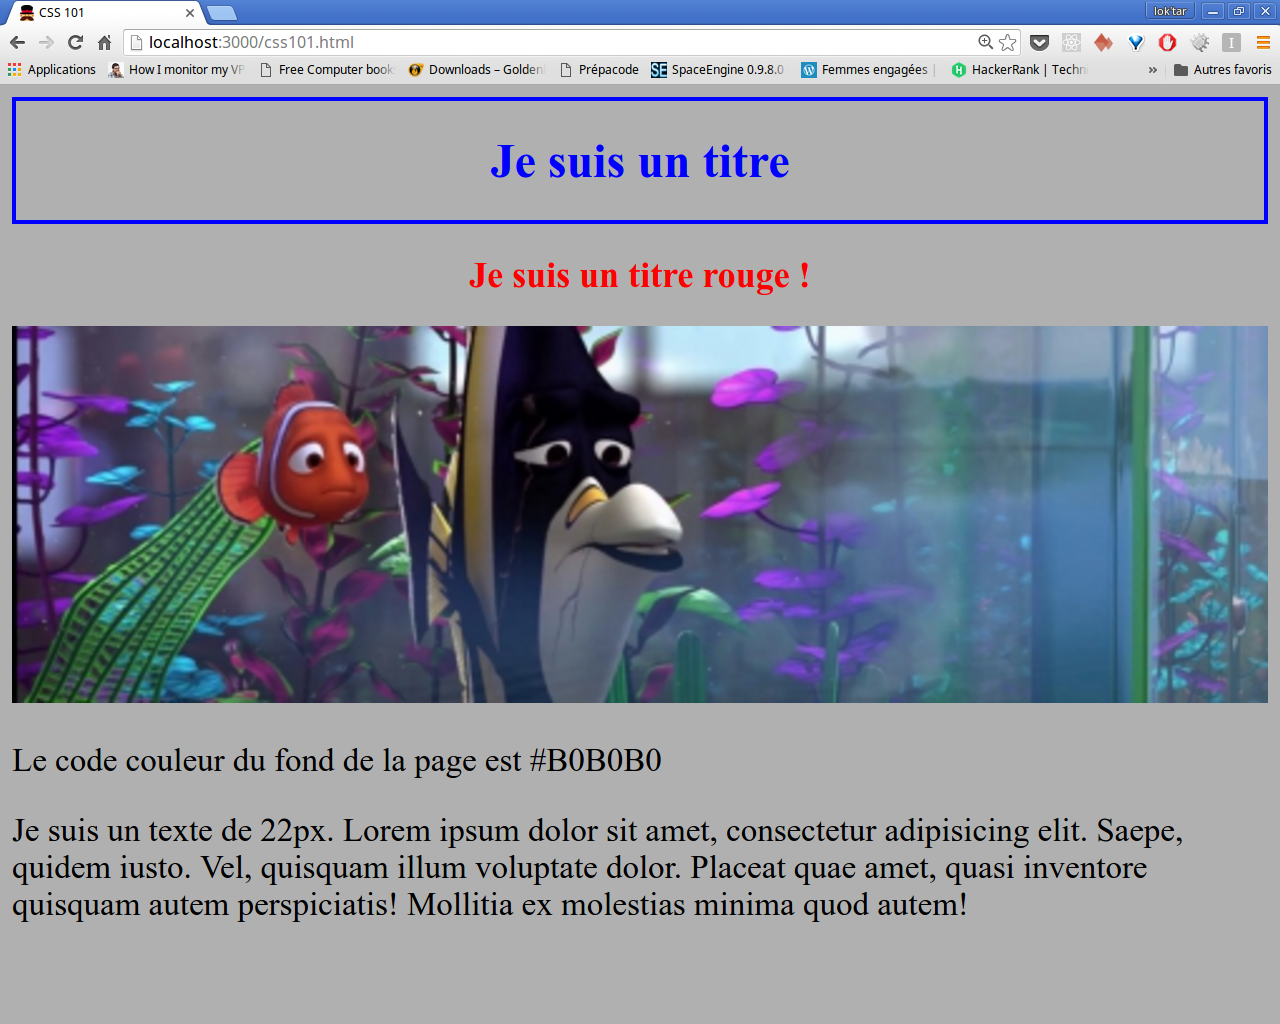 CSS 101
lok'tar
localhost:3000/css101.html
Applications
How I monitor my VP
Free Computer book
Downloads – Golden
Prépacode
SpaceEngine 0.9.8.0
Femmes engagées |
HackerRank | Techn
» Autres favoris
Je suis un titre
Je suis un titre rouge !
Le code couleur du fond de la page est #B0B0B0
Je suis un texte de 22px. Lorem ipsum dolor sit amet, consectetur adipisicing elit. Saepe,
quidem iusto. Vel, quisquam illum voluptate dolor. Placeat quae amet, quasi inventore
quisquam autem perspiciatis! Mollitia ex molestias minima quod autem!